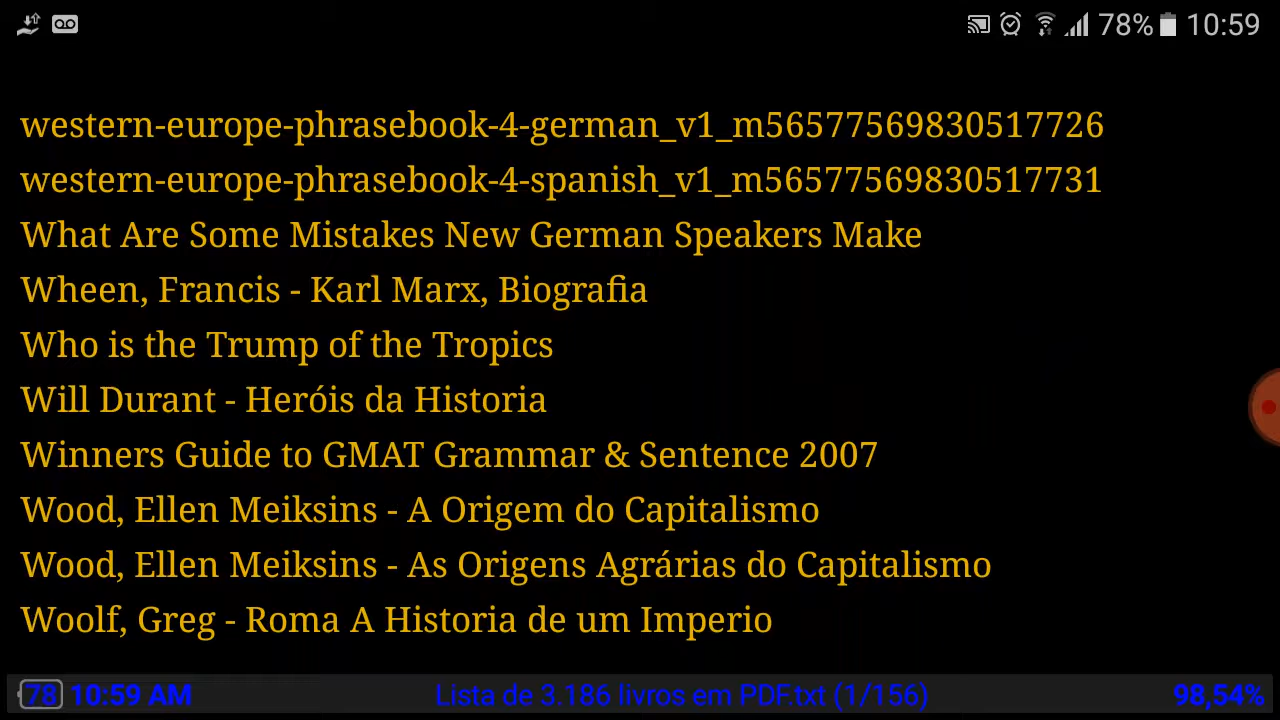 78% 10:59
western-europe-phrasebook-4-german_v1_m56577569830517726
western-europe-phrasebook-4-spanish_v1_m56577569830517731
What Are Some Mistakes New German Speakers Make
Wheen, Francis - Karl Marx, Biografia
Who is the Trump of the Tropics
Will Durant - Heróis da Historia
Winners Guide to GMAT Grammar & Sentence 2007
Wood, Ellen Meiksins - A Origem do Capitalismo
Wood, Ellen Meiksins - As Origens Agrárias do Capitalismo
Woolf, Greg - Roma A Historia de um Imperio
78 10:59 AM Lista de 3.186 livros em PDF.txt (1/156) 98,54%